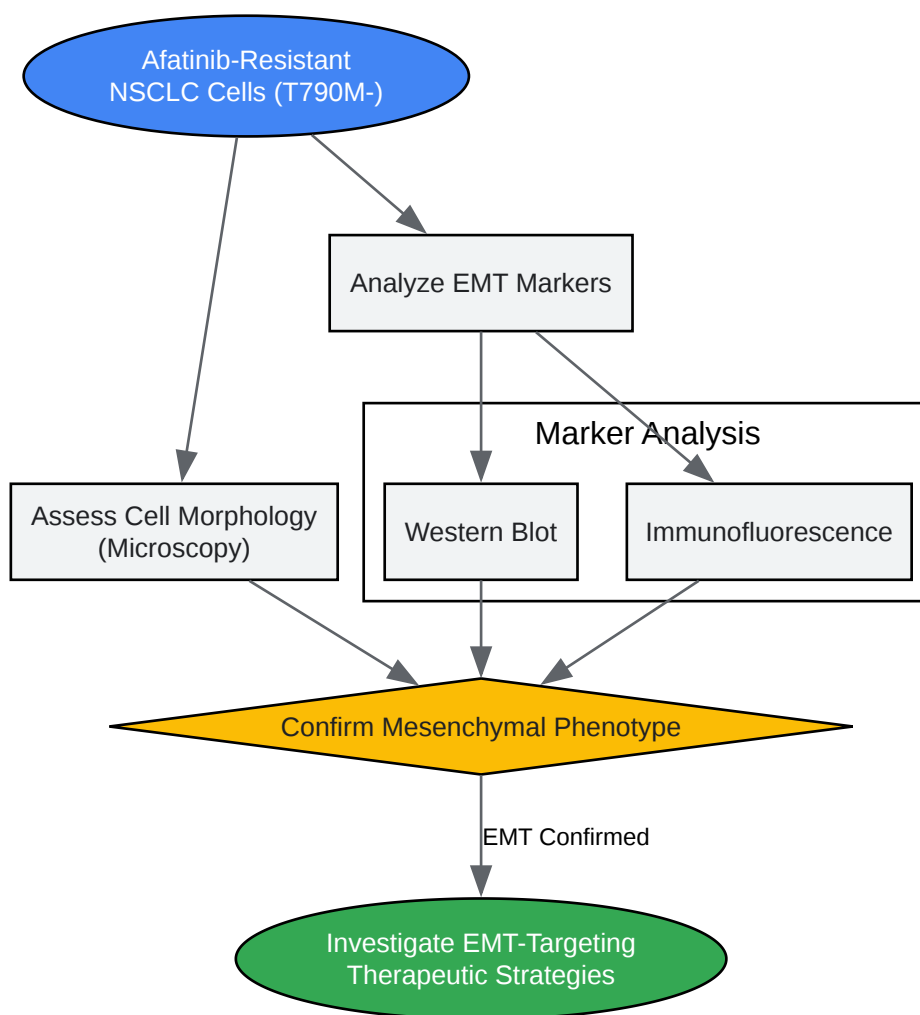 Afatinib-Resistant
NSCLC Cells (T790M-)
Analyze EMT Markers
Marker Analysis
Assess Cell Morphology
(Microscopy)
Western Blot
Immunofluorescence
Confirm Mesenchymal Phenotype
EMT Confirmed
Investigate EMT-Targeting
Therapeutic Strategies